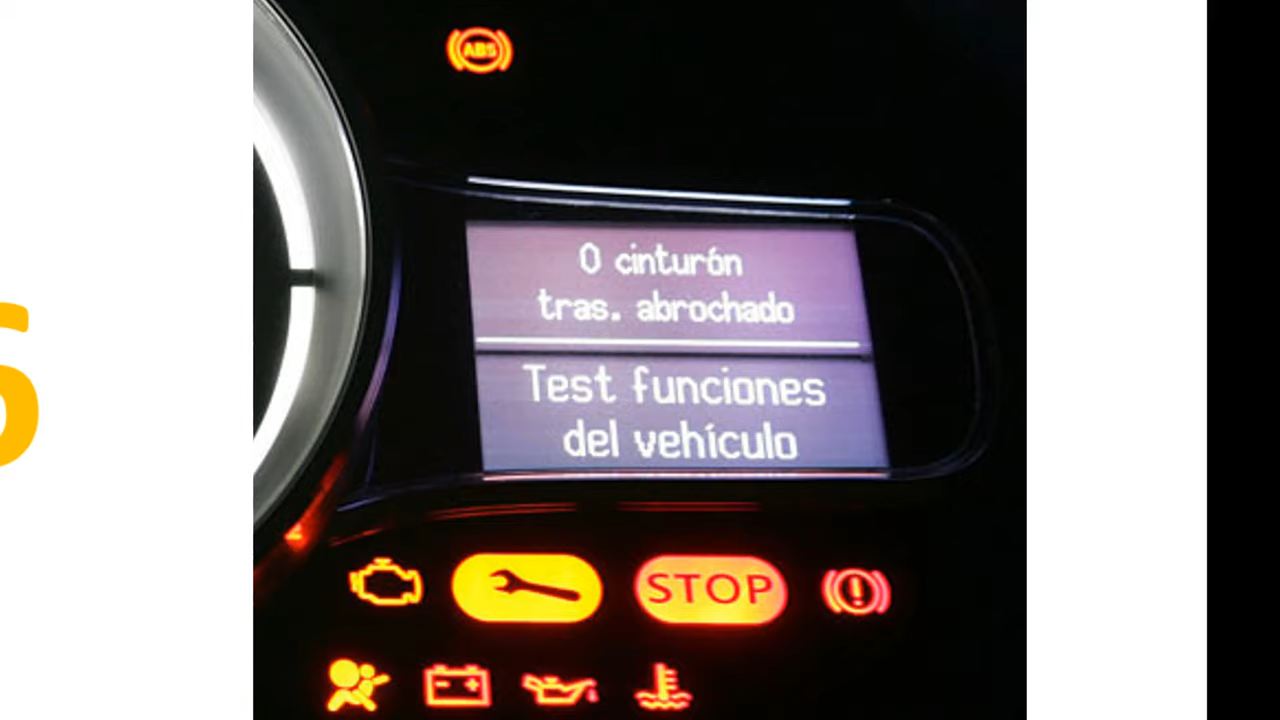 ABS
0 cinturón
tras. abrochado
Test funciones
del vehículo
STOP